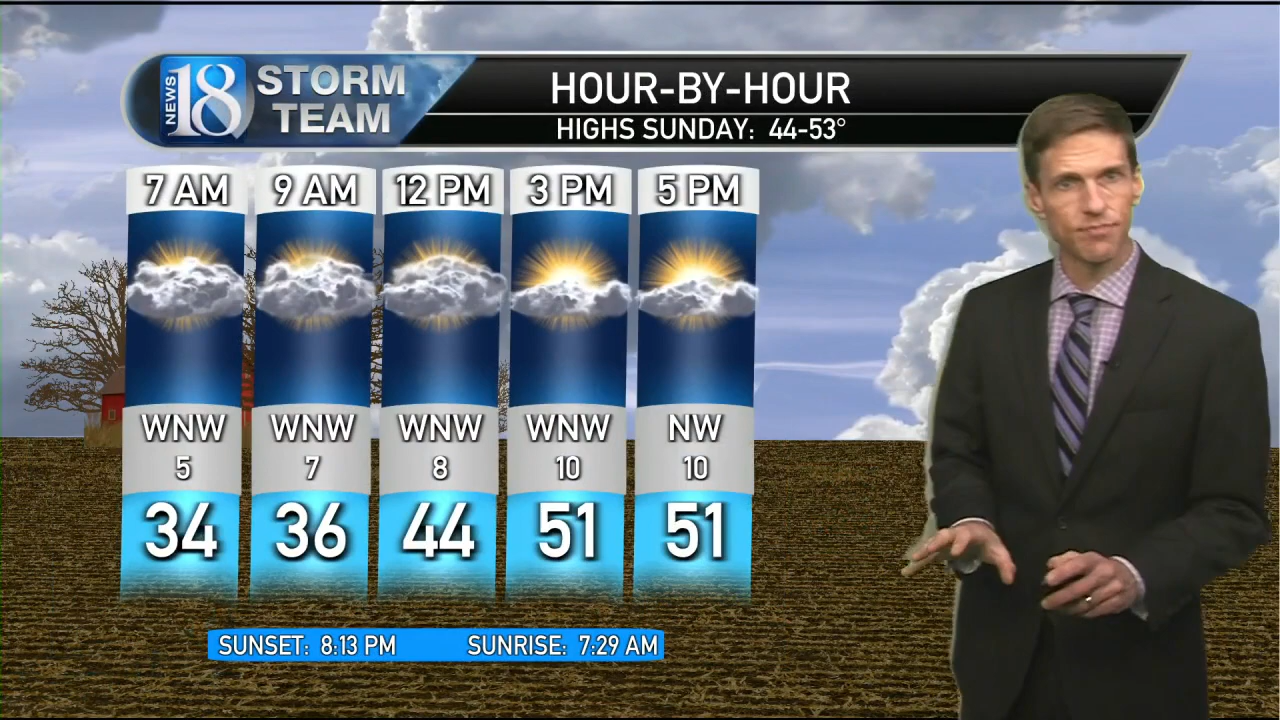 NEWS 18 STORM TEAM
HOUR-BY-HOUR
HIGHS SUNDAY: 44-53°
7 AM 9 AM 12 PM 3 PM 5 PM
WNW WNW WNW WNW NW
5 7 8 10 10
34 36 44 51 51
SUNSET: 8:13 PM SUNRISE: 7:29 AM